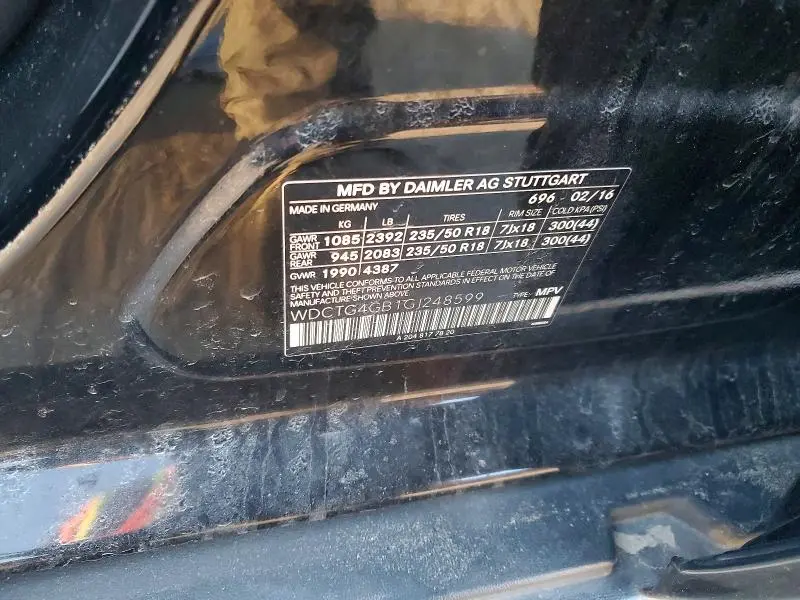 MFD BY DAIMLER AG STUTTGART
MADE IN GERMANY 696 02/16
KG LB TIRES RIM SIZE COLD KPA(PSI)
GAWR FRONT 1085 2392 235/50 R18 7Jx18 300(44)
GAWR REAR 945 2083 235/50 R18 7Jx18 300(44)
GVWR 1990 4387
THIS VEHICLE CONFORMS TO ALL APPLICABLE FEDERAL MOTOR VEHICLE
SAFETY AND THEFT PREVENTION STANDARDS IN EFFECT ON THE DATE OF
MANUFACTURE SHOWN ABOVE
WDCTG4GB1GJ248599 TYPE: MPV
A 204 817 78 20